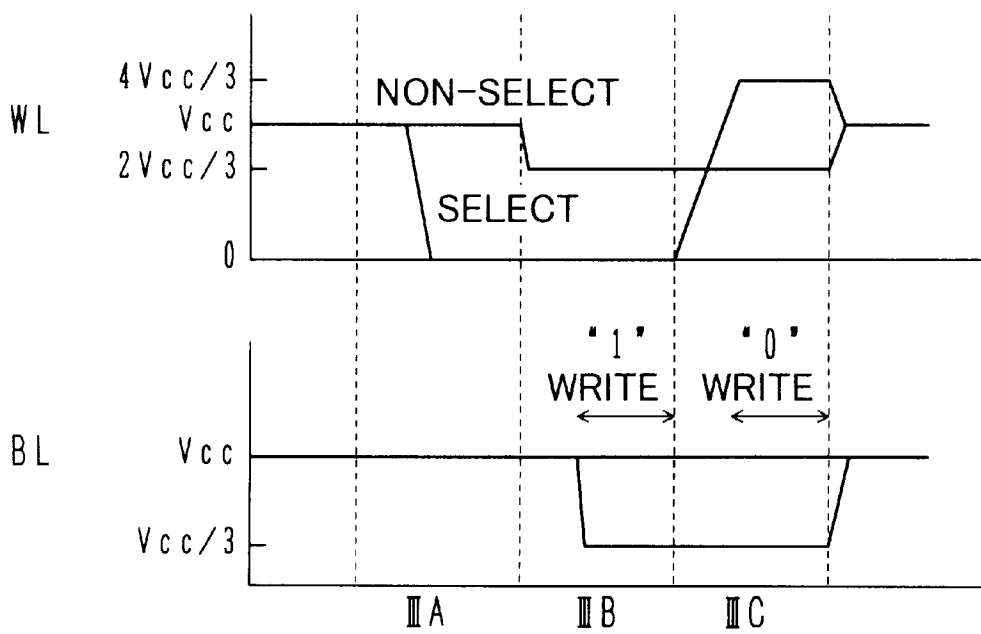 4Vcc/3
NON-SELECT
WL
Vcc
2Vcc/3
SELECT
0
"1"
WRITE
"0"
WRITE
BL
Vcc
Vcc/3
ⅢA
ⅢB
ⅢC